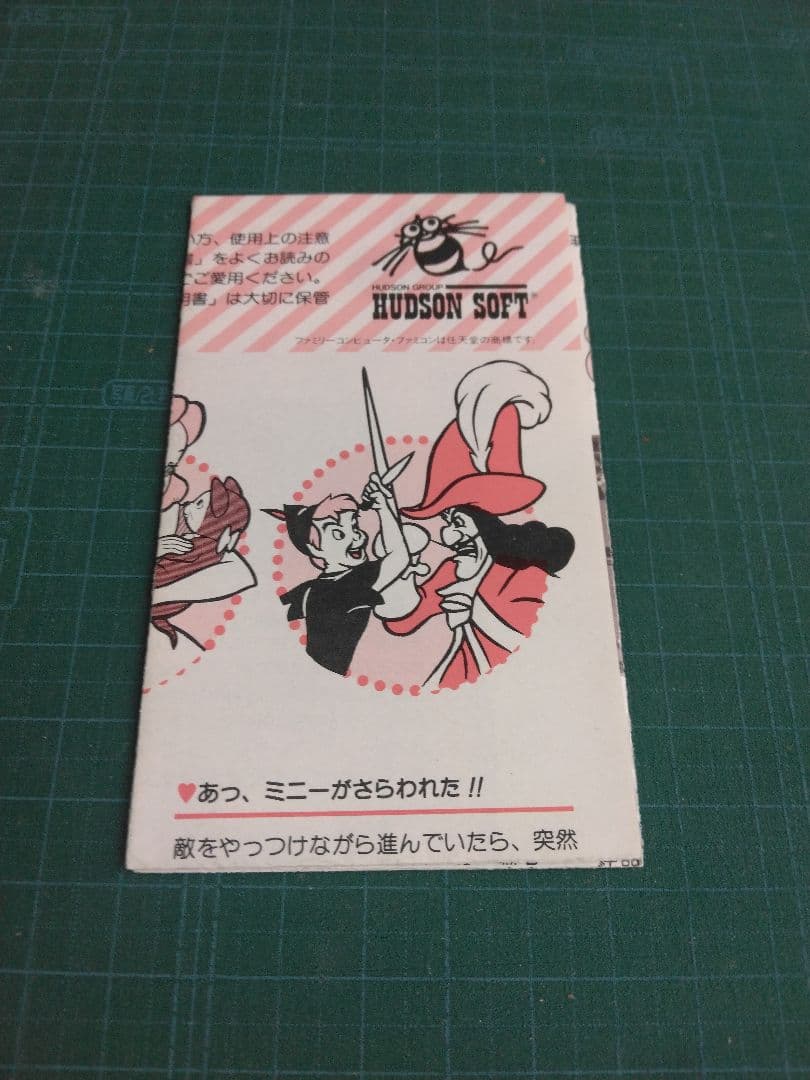 い方、使用上の注意
書」をよくお読みの
でご愛用ください。
用書」は大切に保管
HUDSON GROUP
HUDSON SOFT®
ファミリーコンピュータ・ファミコンは任天堂の商標です。
♥あっ、ミニーがさらわれた!!
敵をやっつけながら進んでいたら、突然